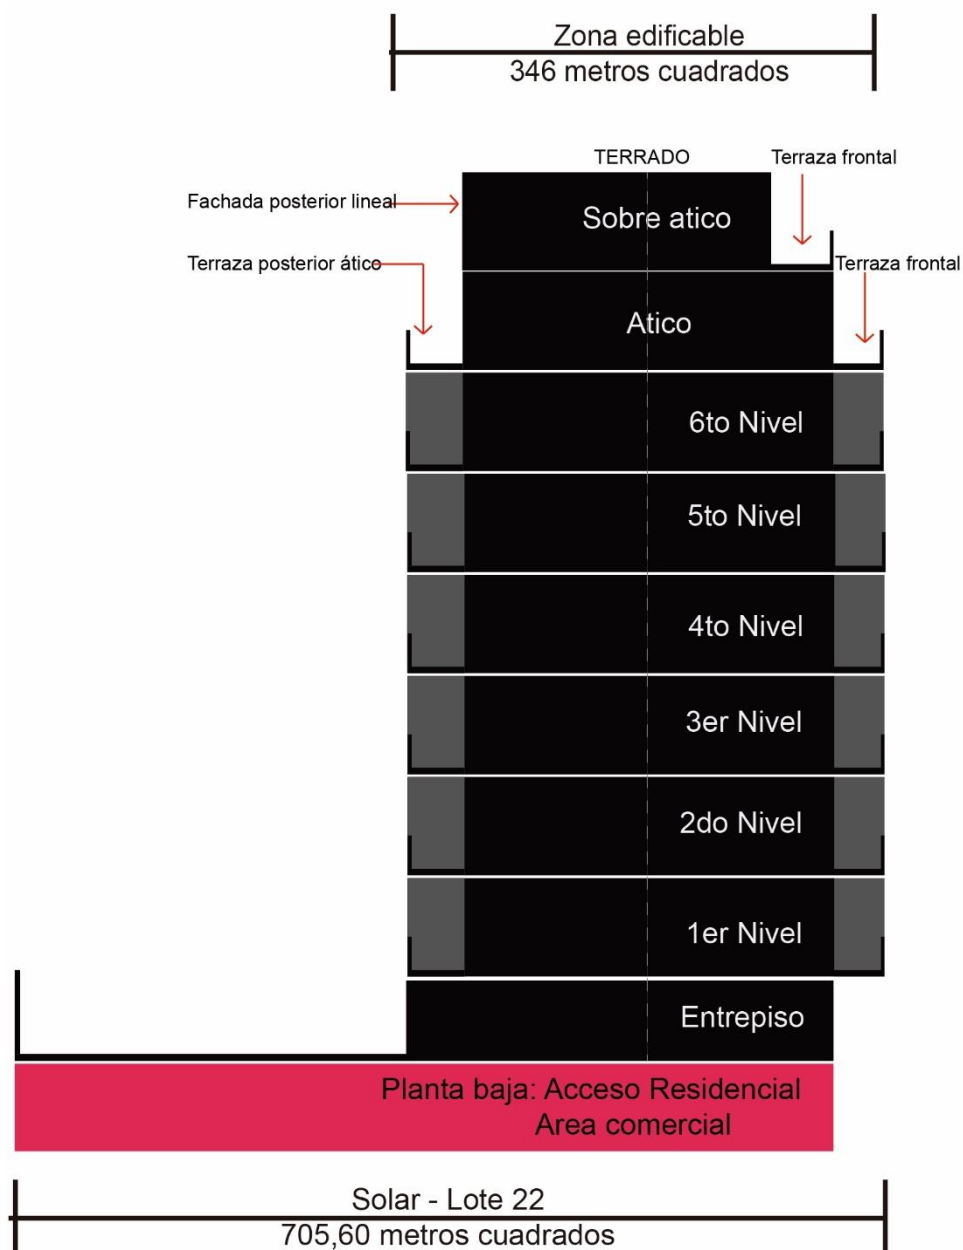 Zona edificable
346 metros cuadrados
TERRADO
Terraza frontal
Fachada posterior lineal
Sobre atico
Terraza posterior ático
Terraza frontal
Atico
6to Nivel
5to Nivel
4to Nivel
3er Nivel
2do Nivel
1er Nivel
Entrepiso
Planta baja: Acceso Residencial
Area comercial
Solar - Lote 22
705,60 metros cuadrados